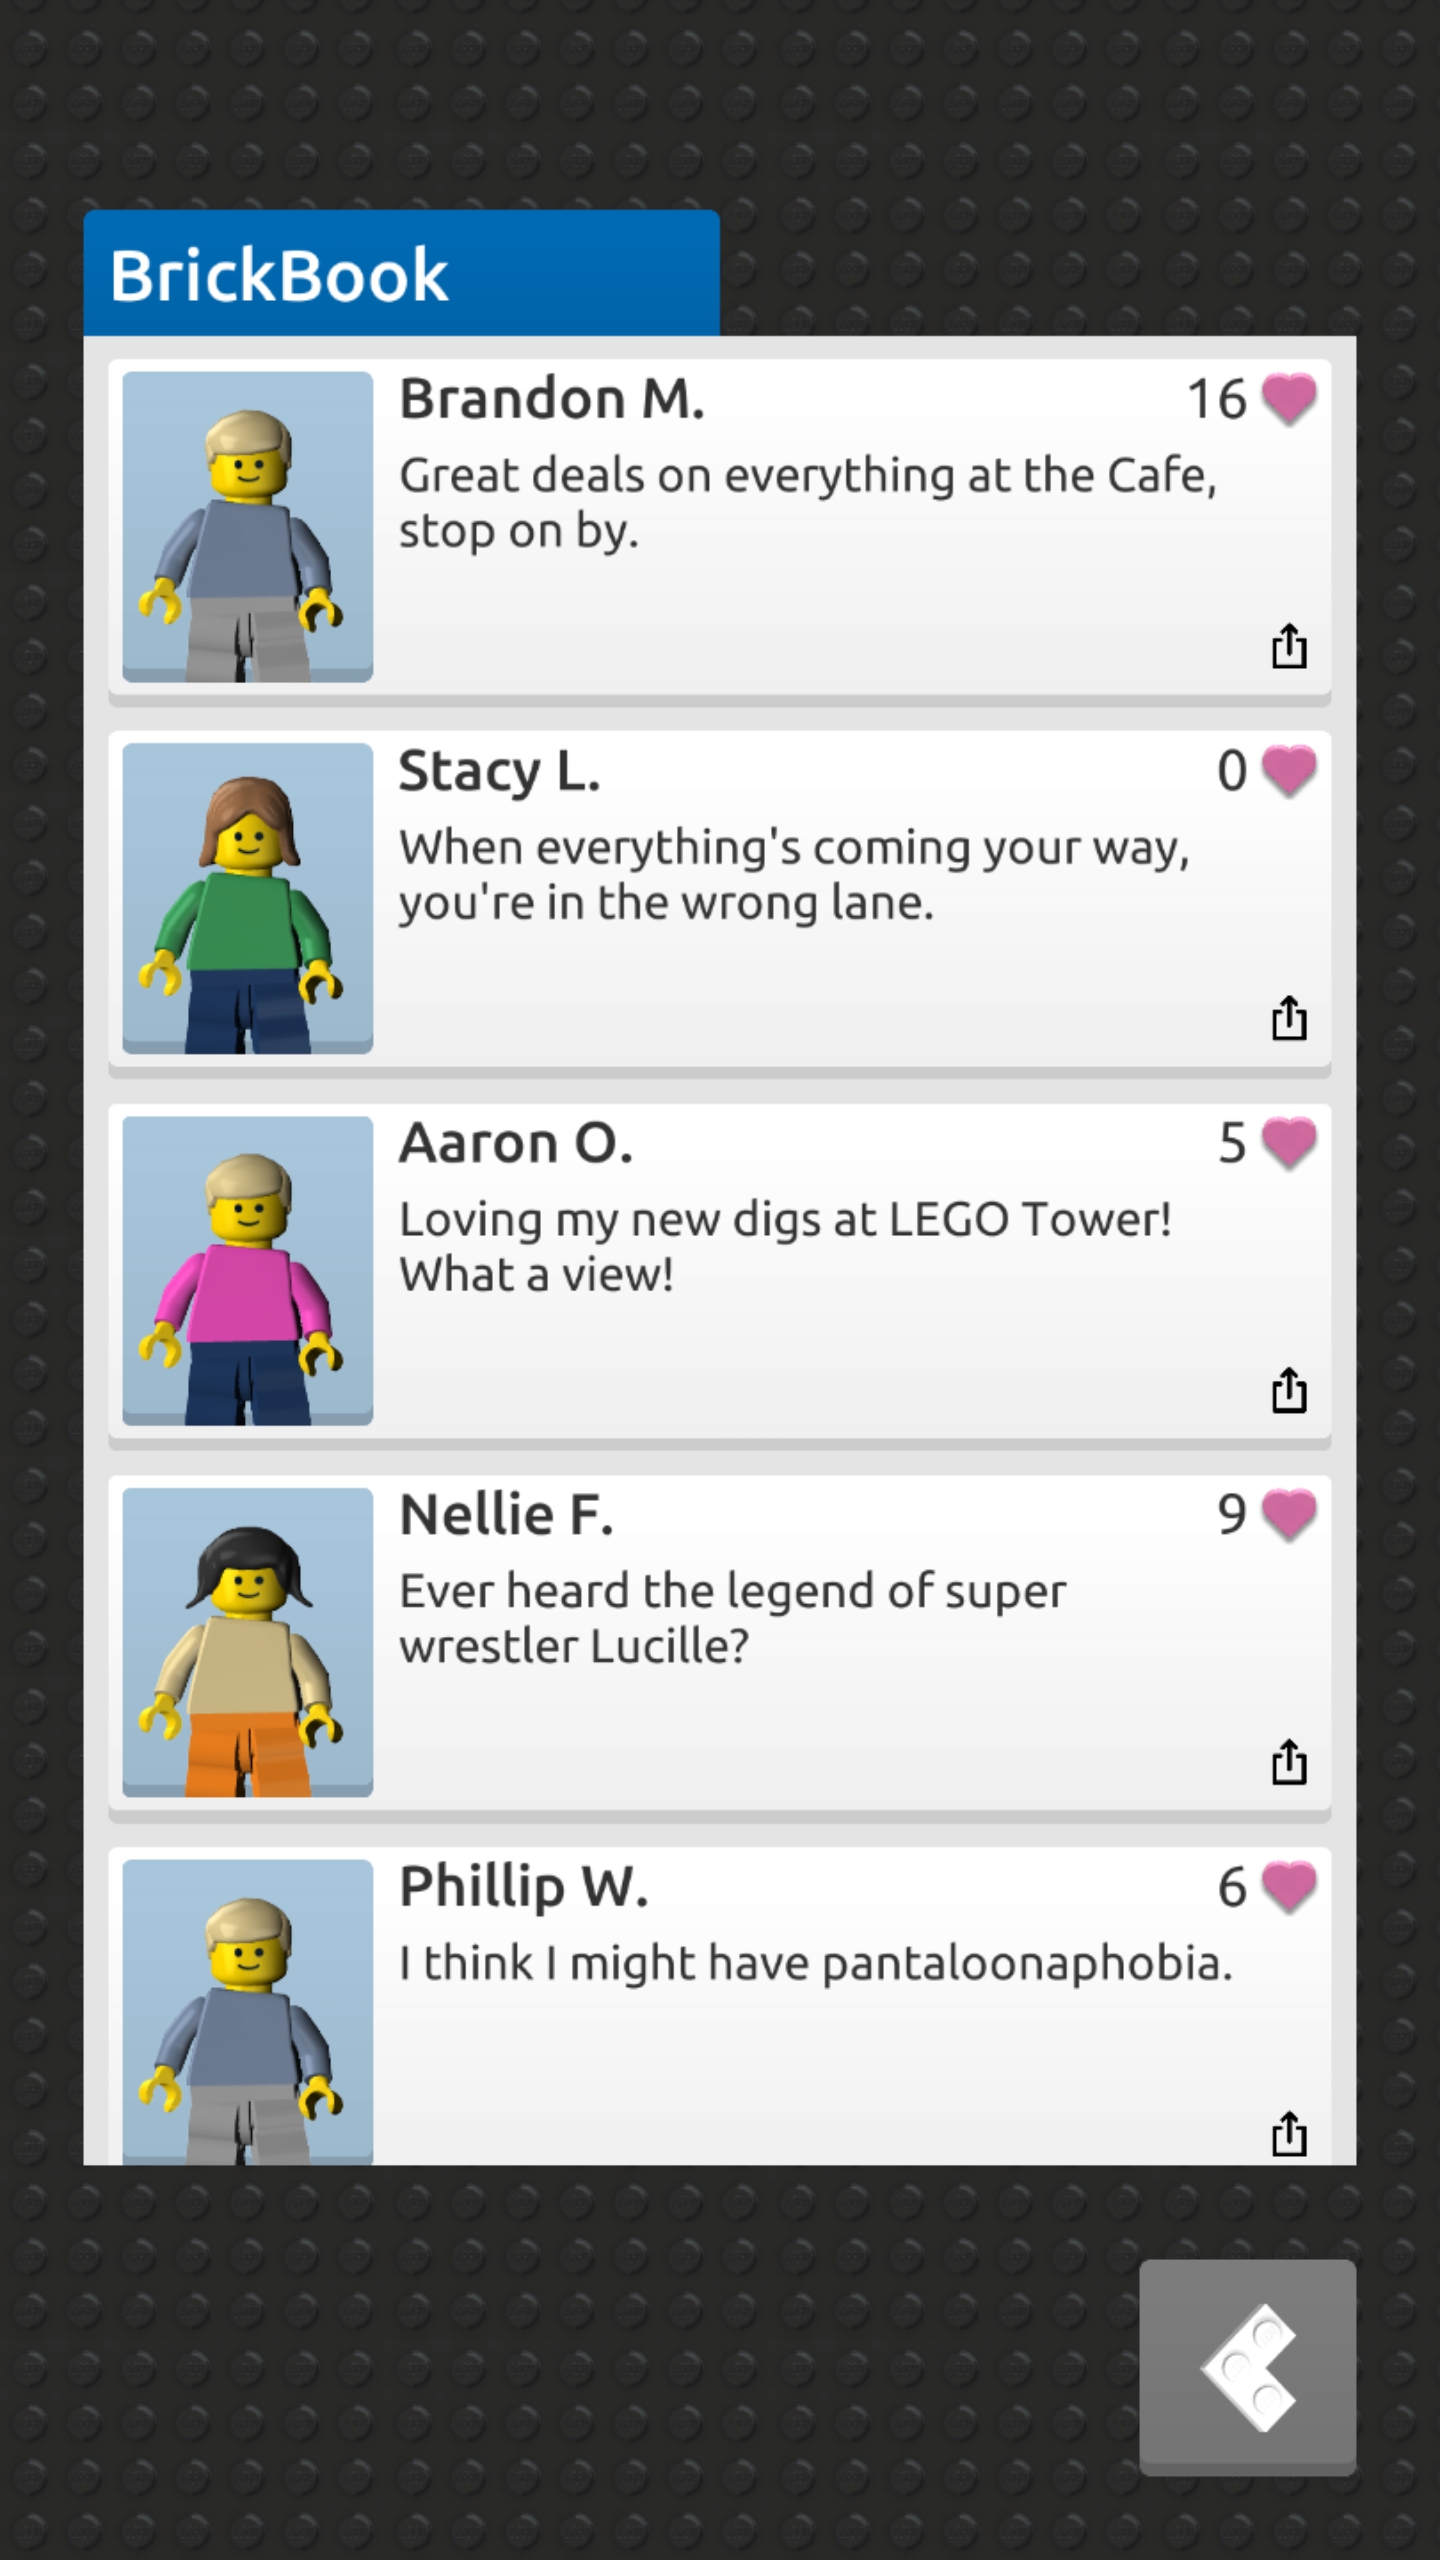 BrickBook
Brandon M.
16
Great deals on everything at the Cafe,
stop on by.
Stacy L.
0
When everything's coming your way,
you're in the wrong lane.
Aaron O.
5
Loving my new digs at LEGO Tower!
What a view!
Nellie F.
9
Ever heard the legend of super
wrestler Lucille?
Phillip W.
6
I think I might have pantaloonaphobia.